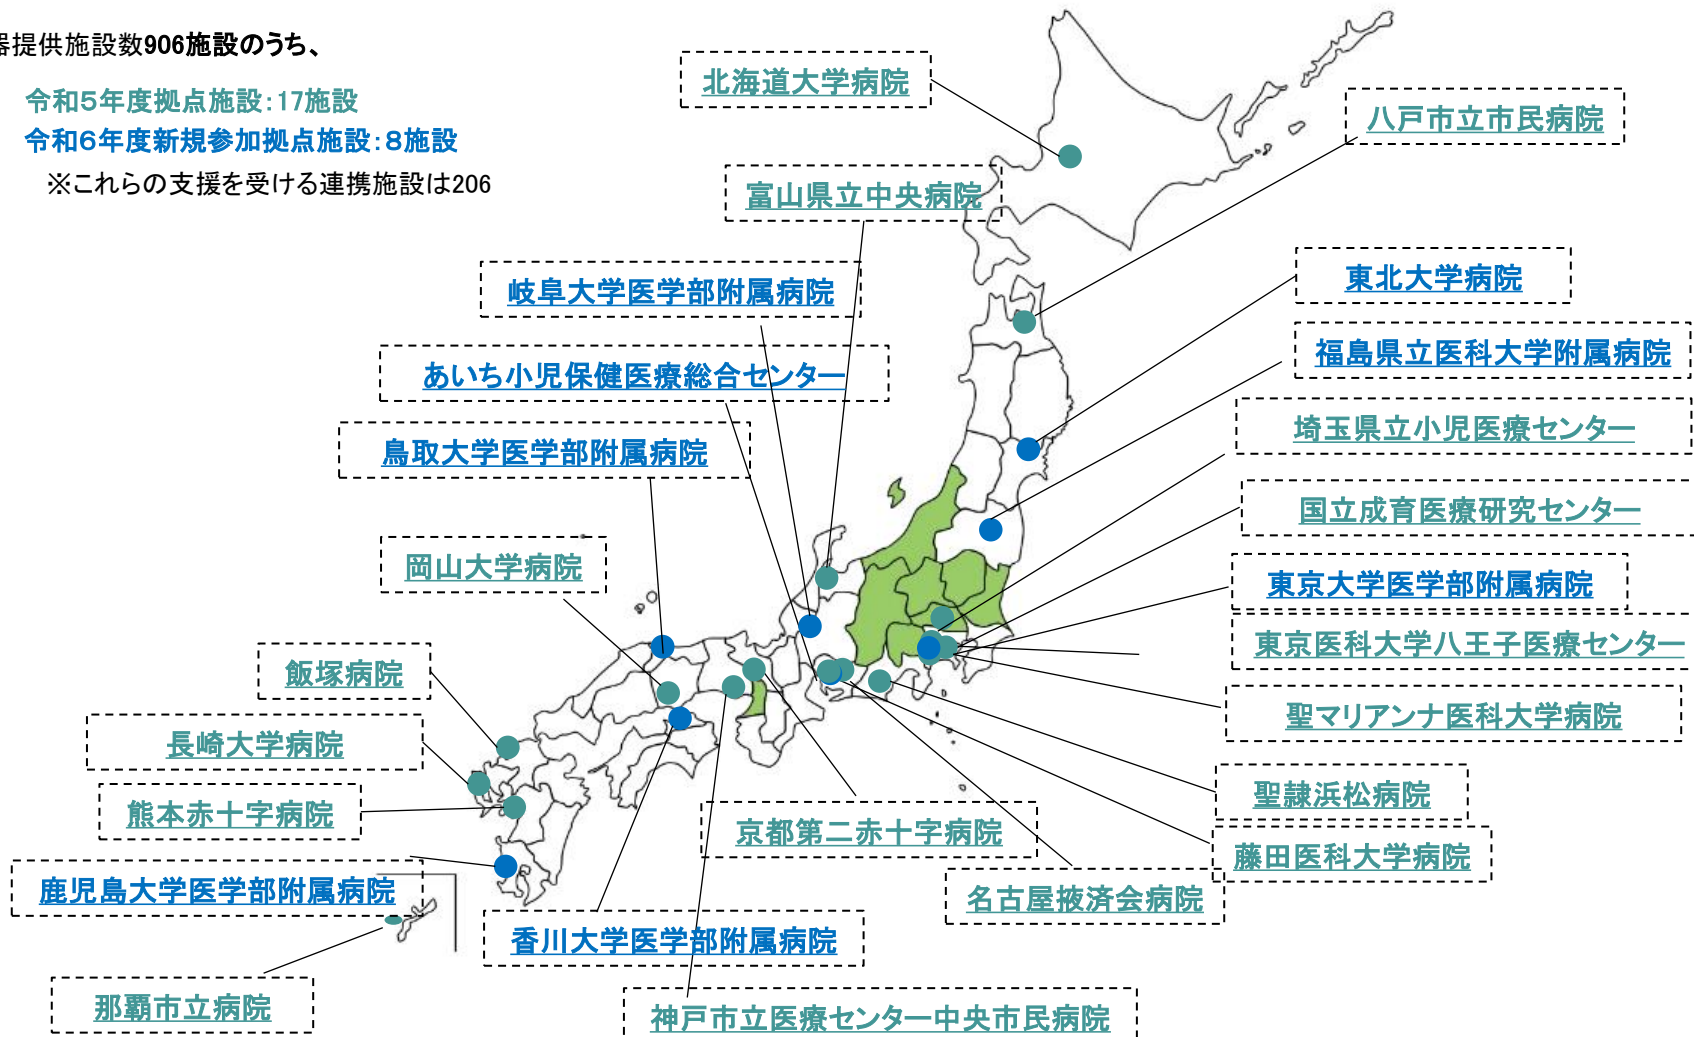 器提供施設数906施設のうち、
令和5年度拠点施設：17施設
令和6年度新規参加拠点施設：8施設
※これらの支援を受ける連携施設は206
北海道大学病院
八戸市立市民病院
富山県立中央病院
岐阜大学医学部附属病院
東北大学病院
あいち小児保健医療総合センター
福島県立医科大学附属病院
鳥取大学医学部附属病院
埼玉県立小児医療センター
国立成育医療研究センター
岡山大学病院
東京大学医学部附属病院
東京医科大学八王子医療センター
飯塚病院
聖マリアンナ医科大学病院
長崎大学病院
聖隷浜松病院
熊本赤十字病院
京都第二赤十字病院
藤田医科大学病院
鹿児島大学医学部附属病院
名古屋掖済会病院
香川大学医学部附属病院
那覇市立病院
神戸市立医療センター中央市民病院